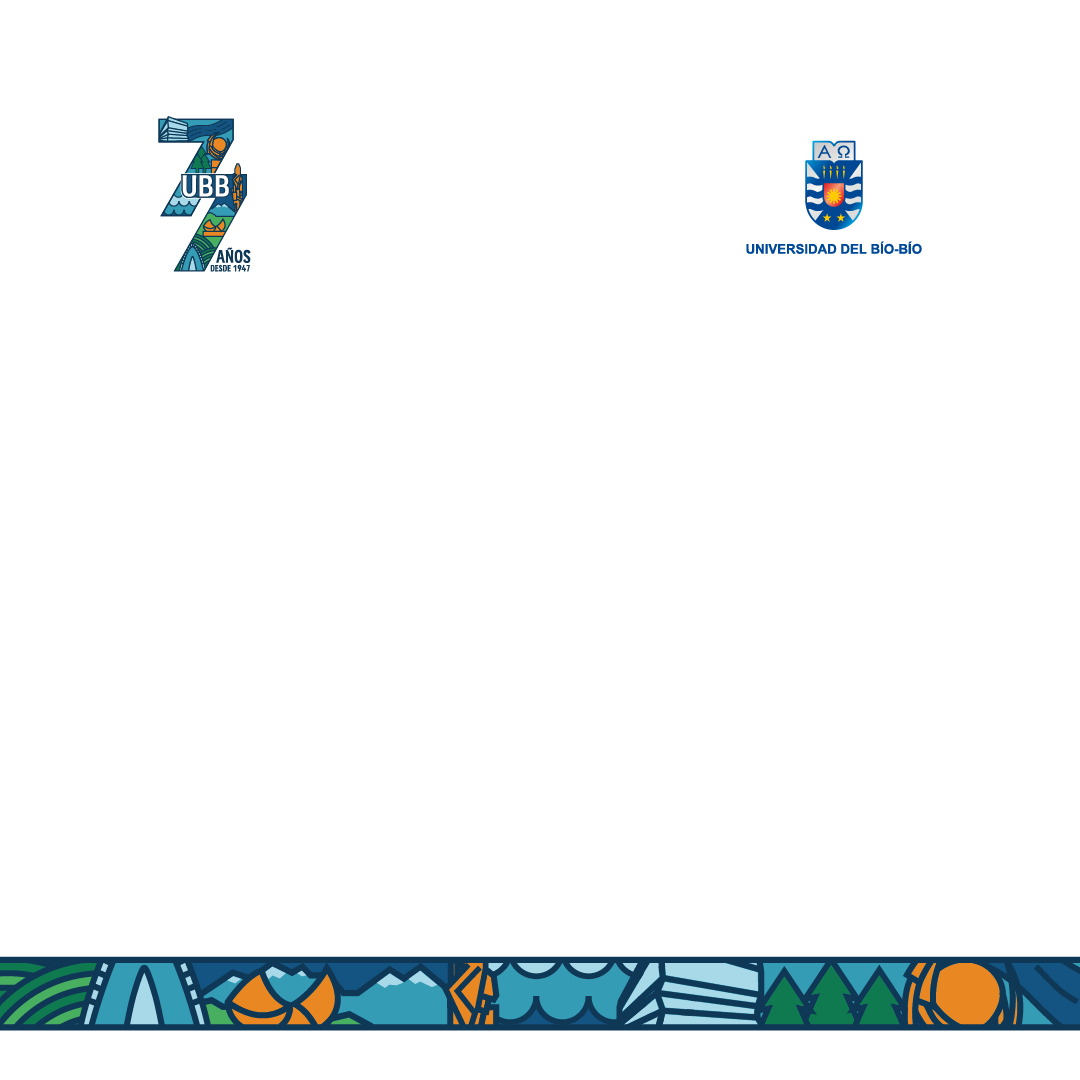 UBB
AÑOS
DESDE 1947
Α Ω
UNIVERSIDAD DEL BÍO-BÍO